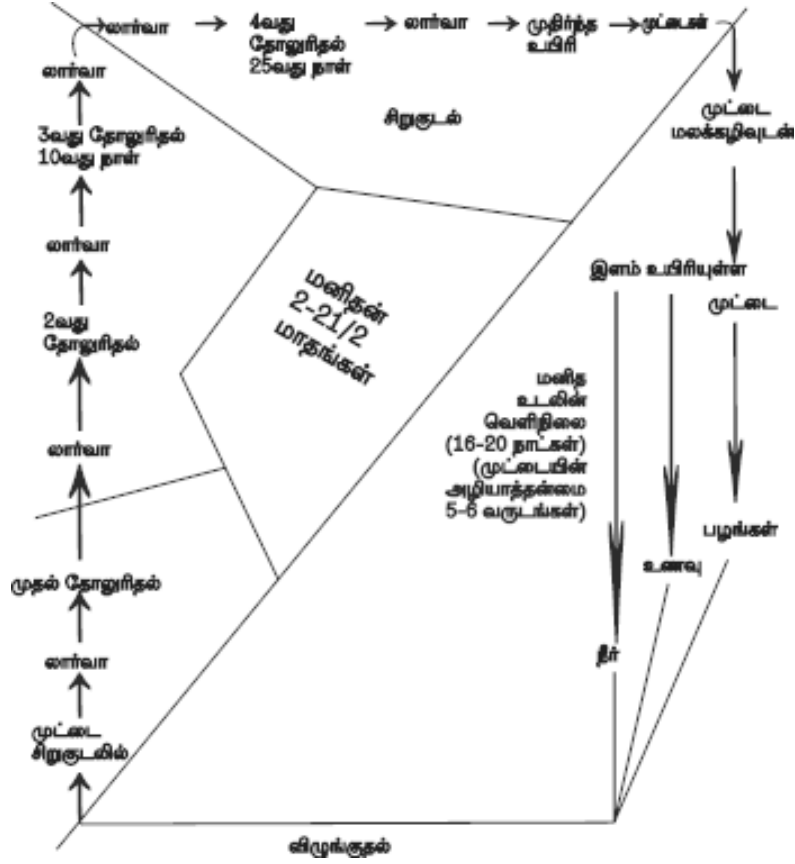 லார்வா
4வது
தோலுரிதல்
25வது நாள்
லார்வா
முதிர்ந்த
உயிரி
முட்டைகள்
லார்வா
சிறுகுடல்
முட்டை
மலக்கழிவுடன்
3வது தோலுரிதல்
10வது நாள்
லார்வா
2வது
தோலுரிதல்
லார்வா
மனிதன்
2-21/2
மாதங்கள்
இளம் உயிரியுள்ள
முட்டை
மனித
உடலின்
வெளிநிலை
(16-20 நாட்கள்)
(முட்டையின்
அழியாத்தன்மை
5-6 வருடங்கள்)
பழங்கள்
உணவு
நீர்
முதல் தோலுரிதல்
லார்வா
முட்டை
சிறுகுடலில்
விழுங்குதல்